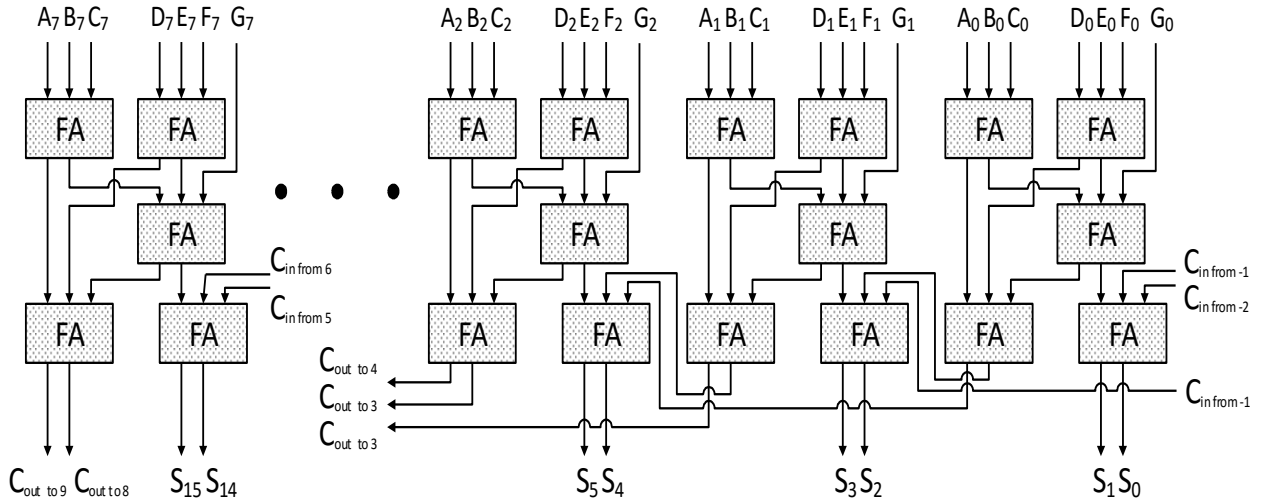 A7 B7 C7 D7 E7 F7 G7 A2 B2 C2 D2 E2 F2 G2 A1 B1 C1 D1 E1 F1 G1 A0 B0 C0 D0 E0 F0 G0
FA FA FA FA FA FA FA FA
FA FA FA FA
C in from 6
C in from -1
C in from 5
C in from -2
FA FA FA FA FA FA FA FA
C out to 4
C out to 3
C in from -1
C out to 3
C out to 9 C out to 8 S15 S14 S5 S4 S3 S2 S1 S0